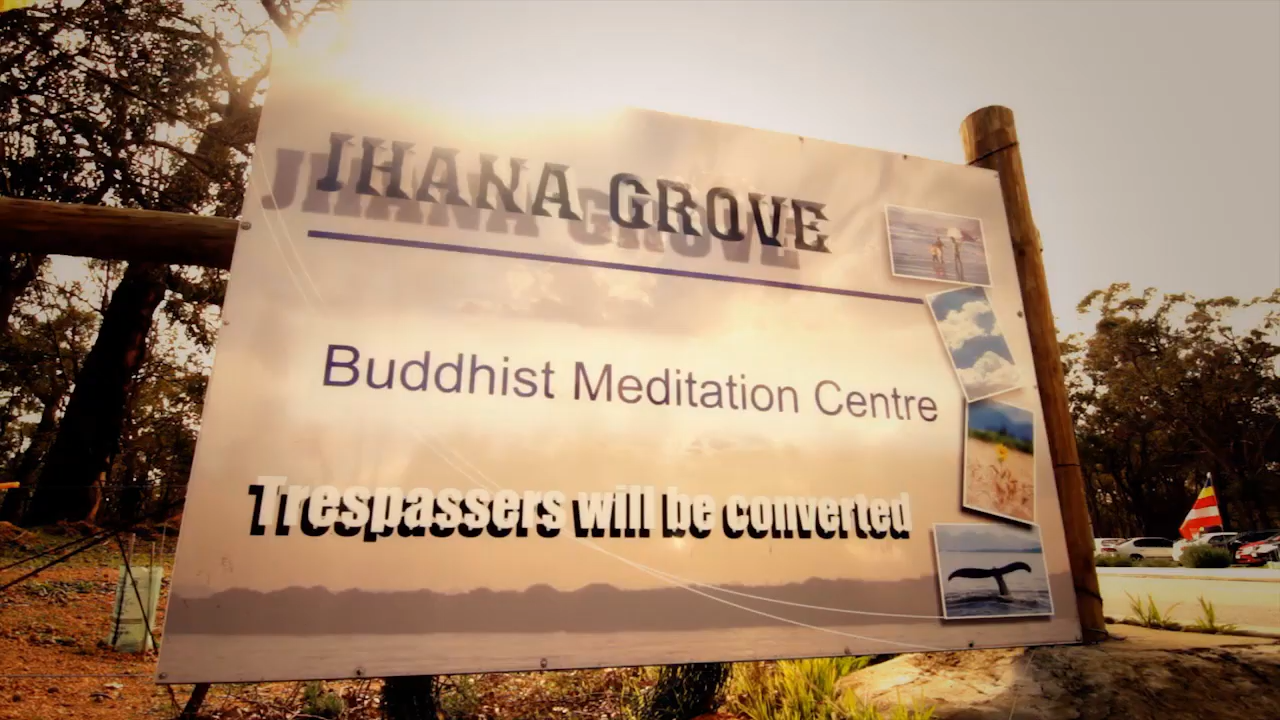 JHANA GROVE
Buddhist Meditation Centre
Trespassers will be converted